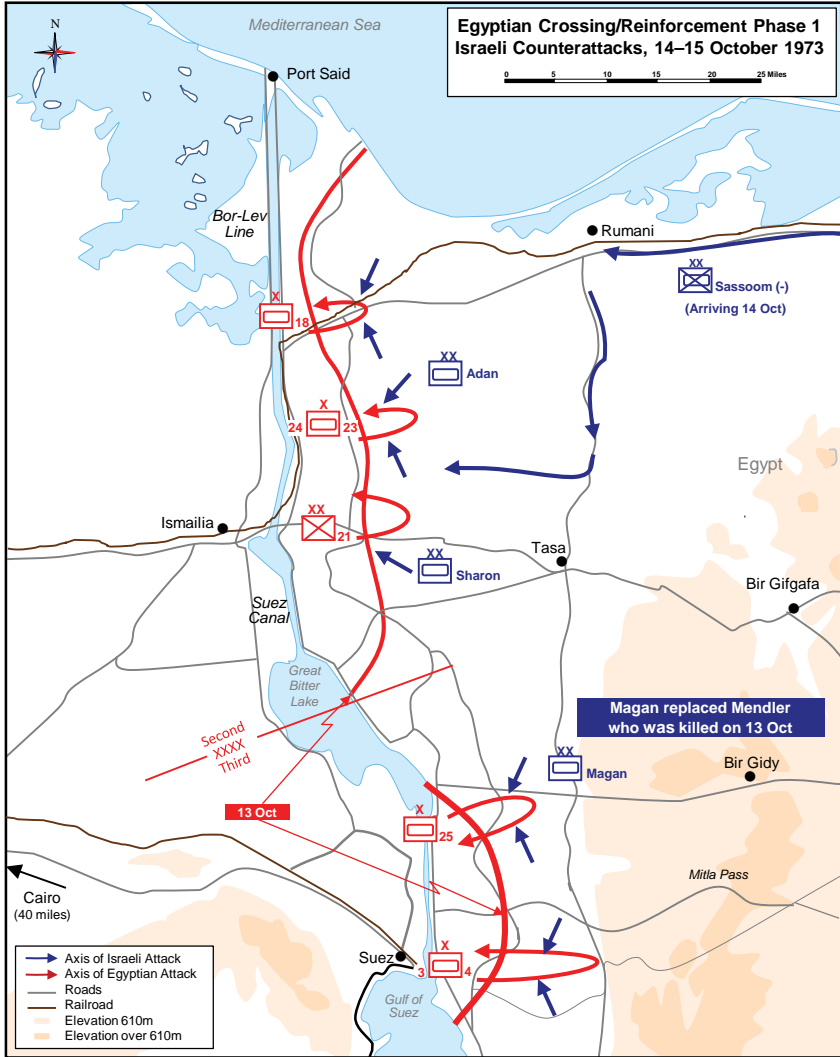 Egyptian Crossing/Reinforcement Phase 1
Israeli Counterattacks, 14–15 October 1973
0 5 10 15 20 25 Miles
N
Mediterranean Sea
Port Said
Bor-Lev
Line
Rumani
XX
Sassoom (-)
(Arriving 14 Oct)
X
18
XX
Adan
X
24 23
Egypt
Ismailia
XX
21
XX
Sharon
Tasa
Bir Gifgafa
Suez
Canal
Great
Bitter
Lake
Second
XXXX
Third
Magan replaced Mendler
who was killed on 13 Oct
XX
Magan
Bir Gidy
13 Oct
X
25
Mitla Pass
Cairo
(40 miles)
Suez
X
3 4
Gulf of
Suez
Axis of Israeli Attack
Axis of Egyptian Attack
Roads
Railroad
Elevation 610m
Elevation over 610m